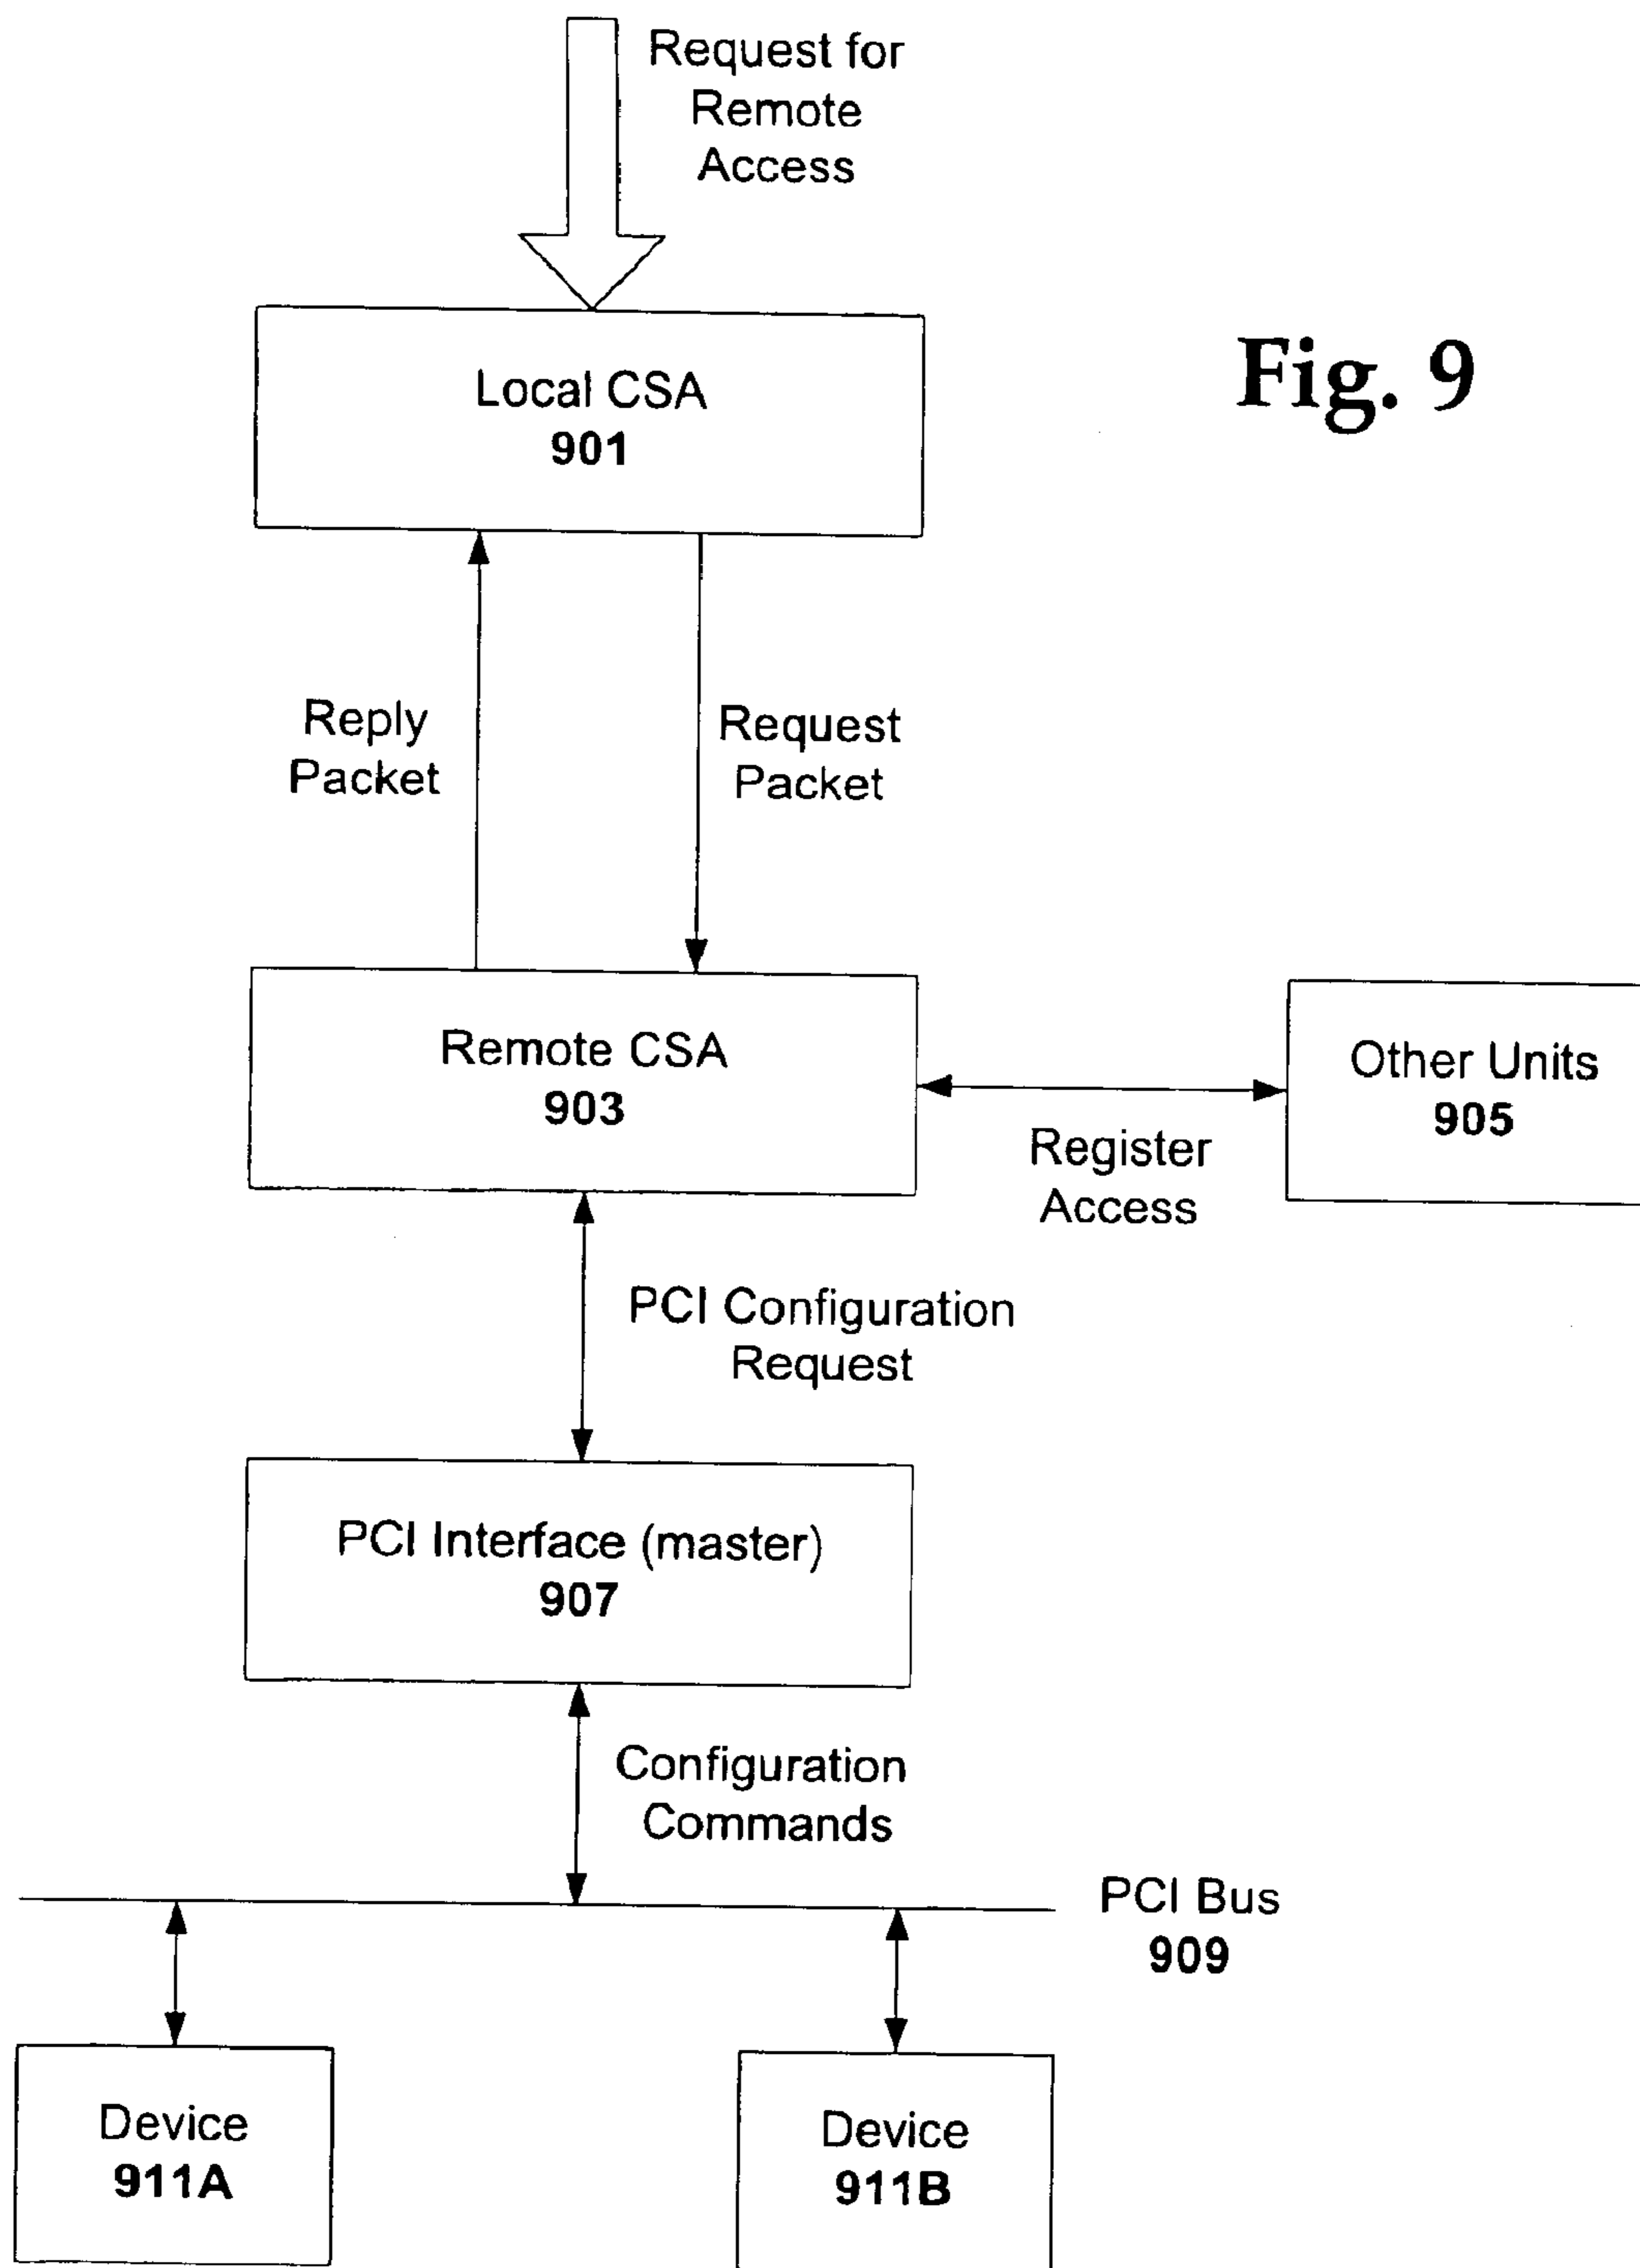 Request for
Remote
Access
Local CSA
901
Fig. 9
Reply
Packet
Request
Packet
Remote CSA
903
Other Units
905
Register
Access
PCI Configuration
Request
PCI Interface (master)
907
Configuration
Commands
PCI Bus
909
Device
911A
Device
911B